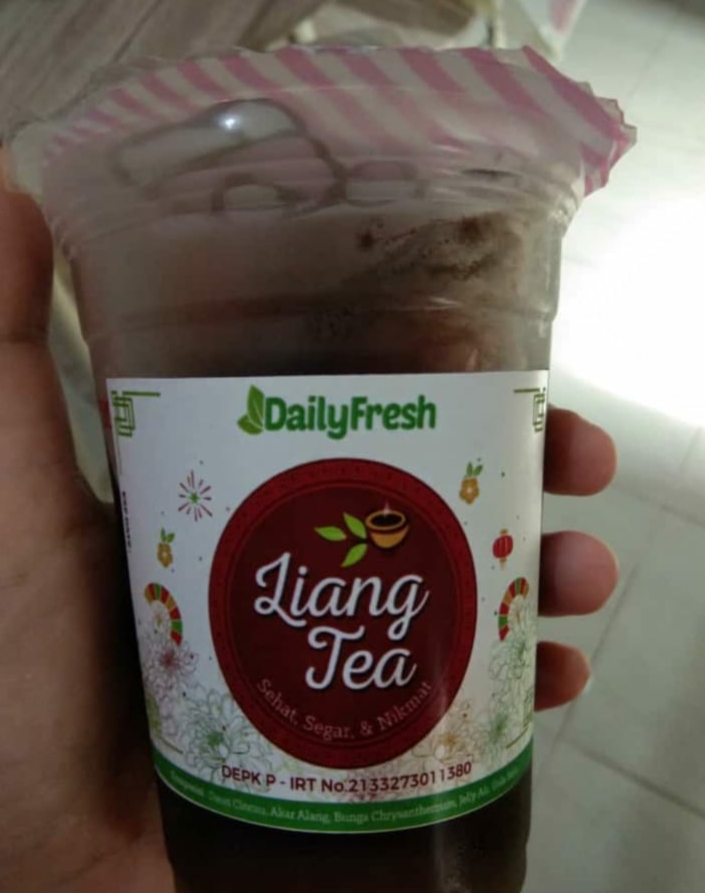 DailyFresh
Liang
Tea
Sehat, Segar, & Nikmat
DEPK P - IRT No.2133273011380
Daun Cincau, Akar Alang, Bunga Chrysanthemum, Jelly